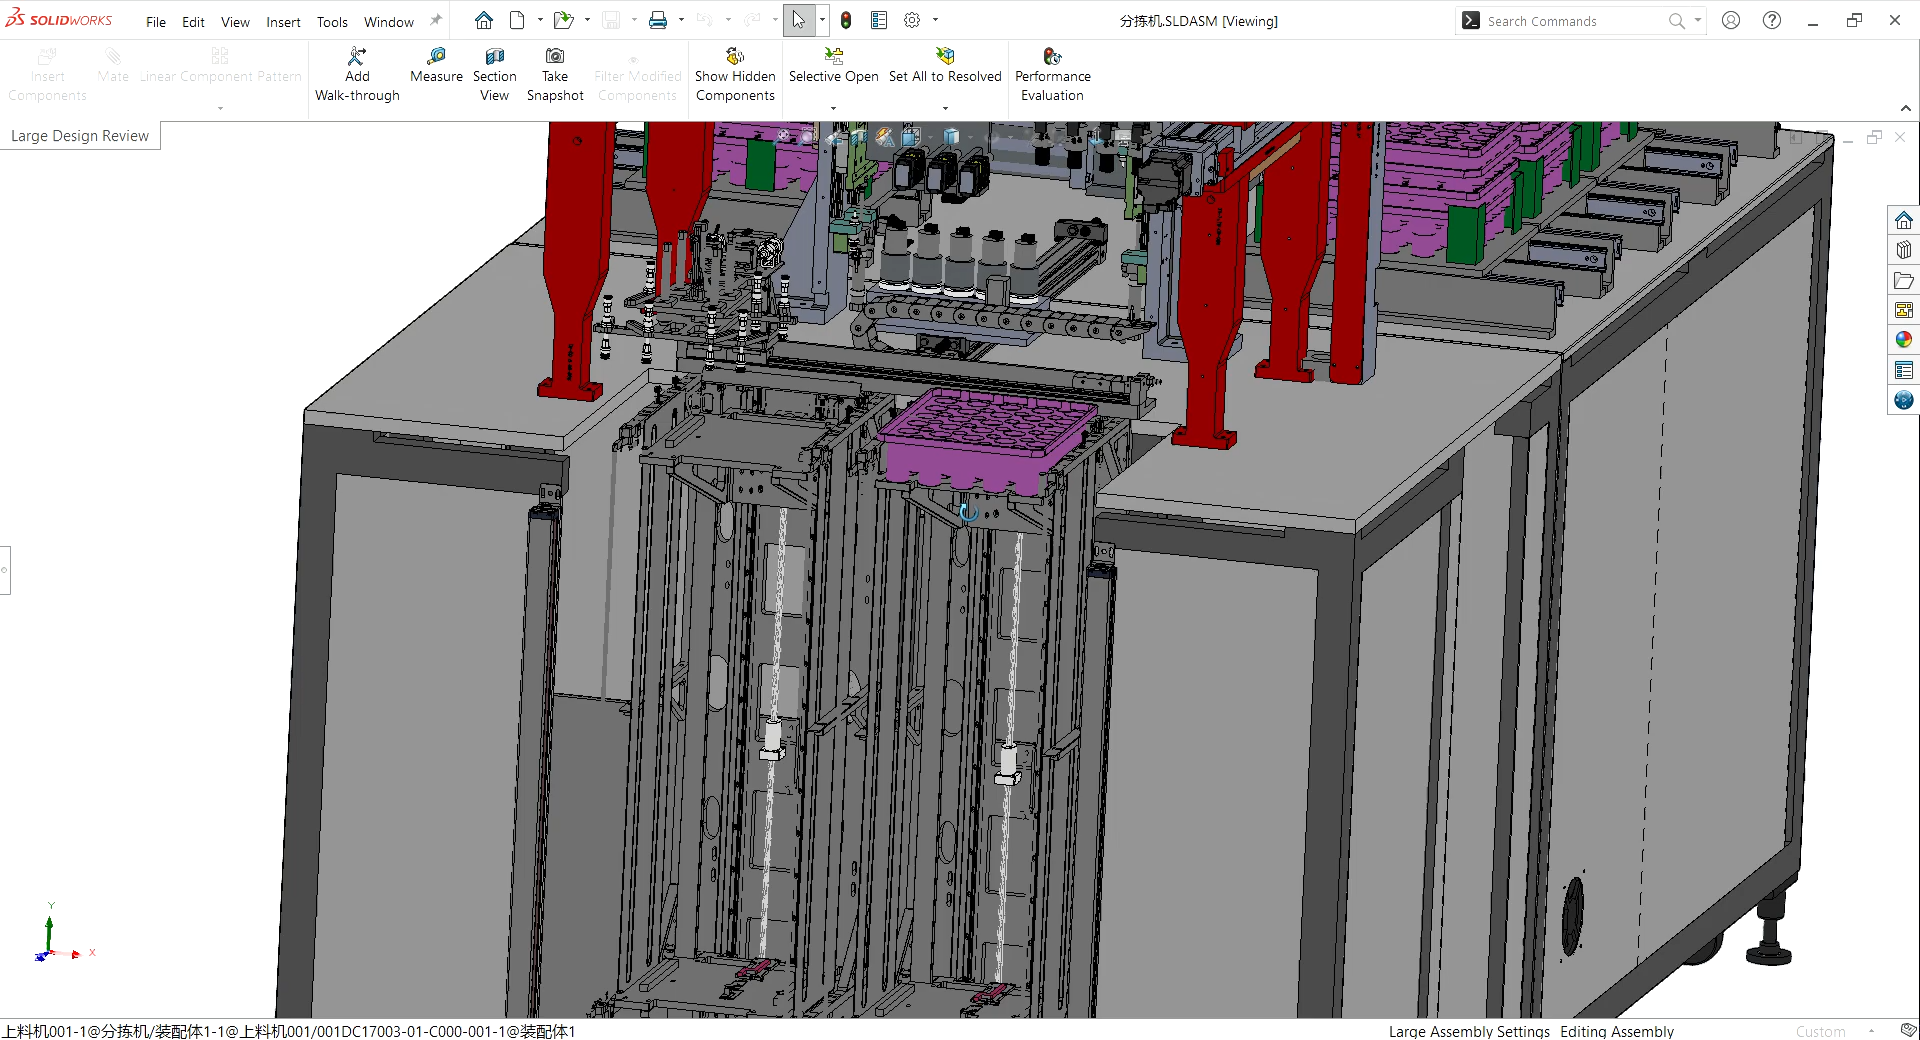 SOLIDWORKS File Edit View Insert Tools Window 分拣机.SLDASM [Viewing] Search Commands
Insert Components
Mate
Linear Component Pattern
Add Walk-through
Measure
Section View
Take Snapshot
Filter Modified Components
Show Hidden Components
Selective Open
Set All to Resolved
Performance Evaluation
Large Design Review
Y
X
上料机001-1@分拣机/装配体1-1@上料机001/001DC17003-01-C000-001-1@装配体1
Large Assembly Settings Editing Assembly Custom